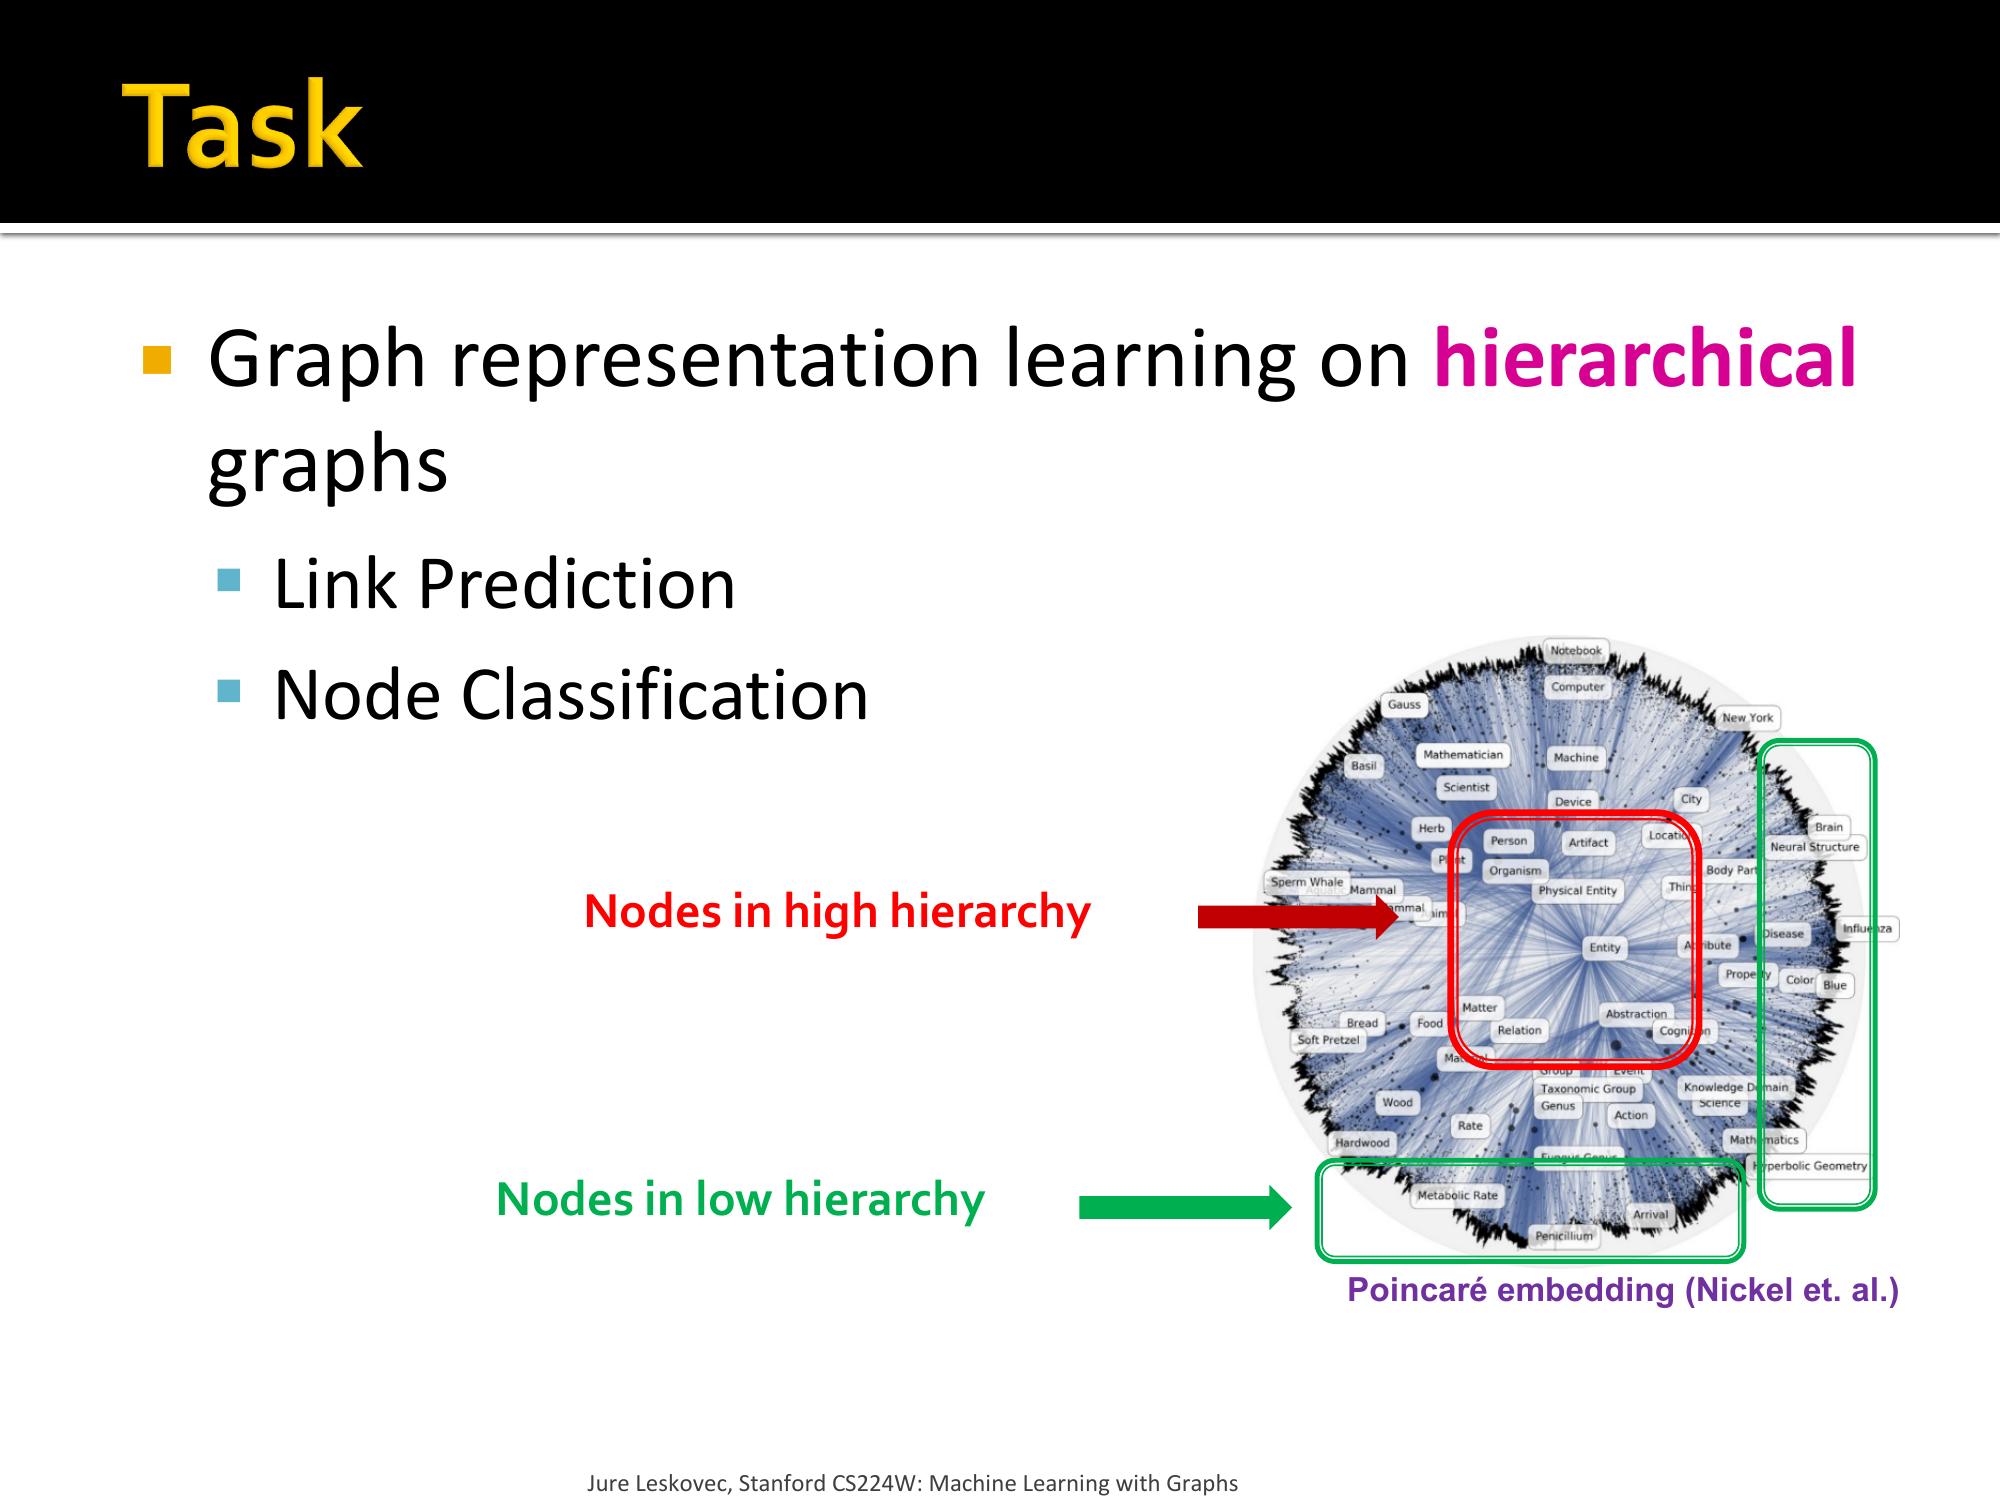 Task
Graph representation learning on hierarchical
graphs
Link Prediction
Node Classification
Nodes in high hierarchy
Nodes in low hierarchy
Notebook
Computer
Gauss
New York
Mathematician
Machine
Basil
Scientist
Device
City
Herb
Person
Artifact
Location
Brain
Neural Structure
Plant
Organism
Physical Entity
Thing
Body Part
Sperm Whale
Aquatic Mammal
Mammal
Animal
Entity
Attribute
Disease
Influenza
Property
Color
Blue
Matter
Abstraction
Bread
Food
Relation
Cognition
Soft Pretzel
Material
Group
Event
Taxonomic Group
Knowledge Domain
Wood
Genus
Action
Science
Rate
Hardwood
Mathematics
Fungus Genus
Hyperbolic Geometry
Metabolic Rate
Arrival
Penicillium
Poincaré embedding (Nickel et. al.)
Jure Leskovec, Stanford CS224W: Machine Learning with Graphs